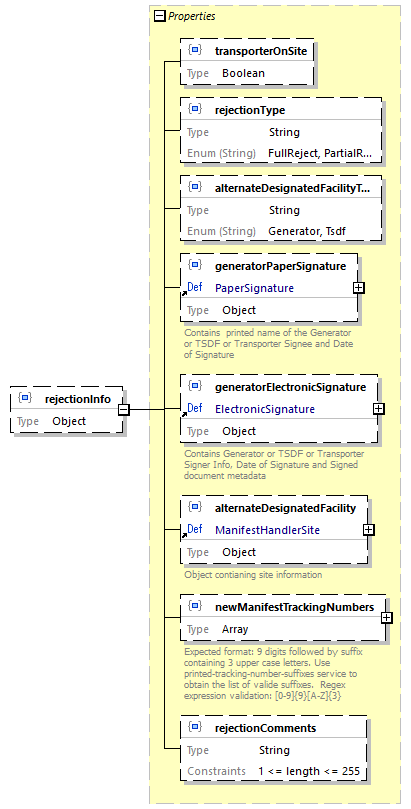 Properties
transporterOnSite
Type Boolean
rejectionType
Type String
Enum (String) FullReject, PartialR...
alternateDesignatedFacilityT...
Type String
Enum (String) Generator, Tsdf
generatorPaperSignature
Def PaperSignature
Type Object
Contains printed name of the Generator
or TSDF or Transporter Signee and Date
of Signature
rejectionInfo
Type Object
generatorElectronicSignature
Def ElectronicSignature
Type Object
Contains Generator or TSDF or Transporter
Signer Info, Date of Signature and Signed
document metadata
alternateDesignatedFacility
Def ManifestHandlerSite
Type Object
Object contianing site information
newManifestTrackingNumbers
Type Array
Expected format: 9 digits followed by suffix
containing 3 upper case letters. Use
printed-tracking-number-suffixes service to
obtain the list of valide suffixes. Regex
expression validation: [0-9]{9}[A-Z]{3}
rejectionComments
Type String
Constraints 1 <= length <= 255